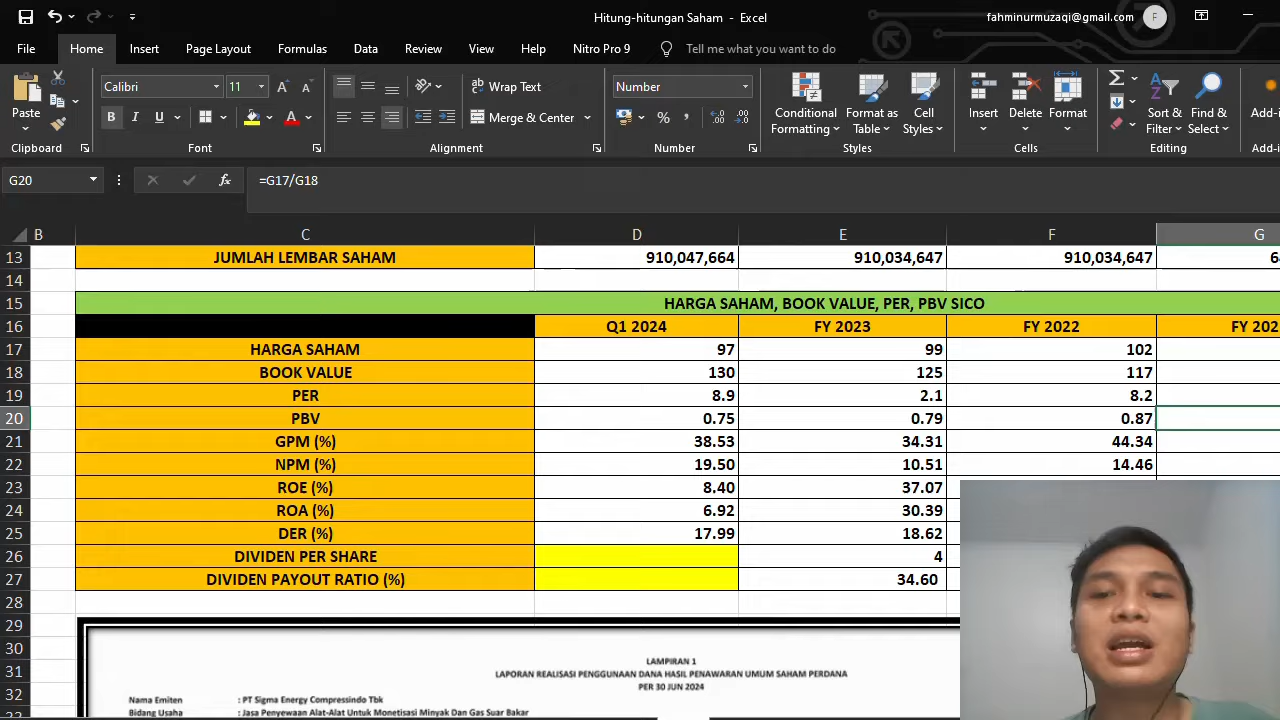 Hitung-hitungan Saham - Excel
fahminurmuzaqi@gmail.com F
File Home Insert Page Layout Formulas Data Review View Help Nitro Pro 9 Tell me what you want to do
Calibri 11 A A ab Wrap Text Number
Paste B I U A Merge & Center % , Conditional Formatting Format as Table Cell Styles Insert Delete Format Sort & Filter Find & Select Add-i
Clipboard Font Alignment Number Styles Cells Editing Add-i
G20 fx =G17/G18
B C D E F G
13 JUMLAH LEMBAR SAHAM 910,047,664 910,034,647 910,034,647
14
15 HARGA SAHAM, BOOK VALUE, PER, PBV SICO
16 Q1 2024 FY 2023 FY 2022 FY 202
17 HARGA SAHAM 97 99 102
18 BOOK VALUE 130 125 117
19 PER 8.9 2.1 8.2
20 PBV 0.75 0.79 0.87
21 GPM (%) 38.53 34.31 44.34
22 NPM (%) 19.50 10.51 14.46
23 ROE (%) 8.40 37.07
24 ROA (%) 6.92 30.39
25 DER (%) 17.99 18.62
26 DIVIDEN PER SHARE 4
27 DIVIDEN PAYOUT RATIO (%) 34.60
28
29
30 LAMPIRAN 1
31 LAPORAN REALISASI PENGGUNAAN DANA HASIL PENAWARAN UMUM SAHAM PERDANA
PER 30 JUN 2024
32 Nama Emiten : PT Sigma Energy Compressindo Tbk
Bidang Usaha : Jasa Penyewaan Alat-Alat Untuk Monetisasi Minyak Dan Gas Suar Bakar